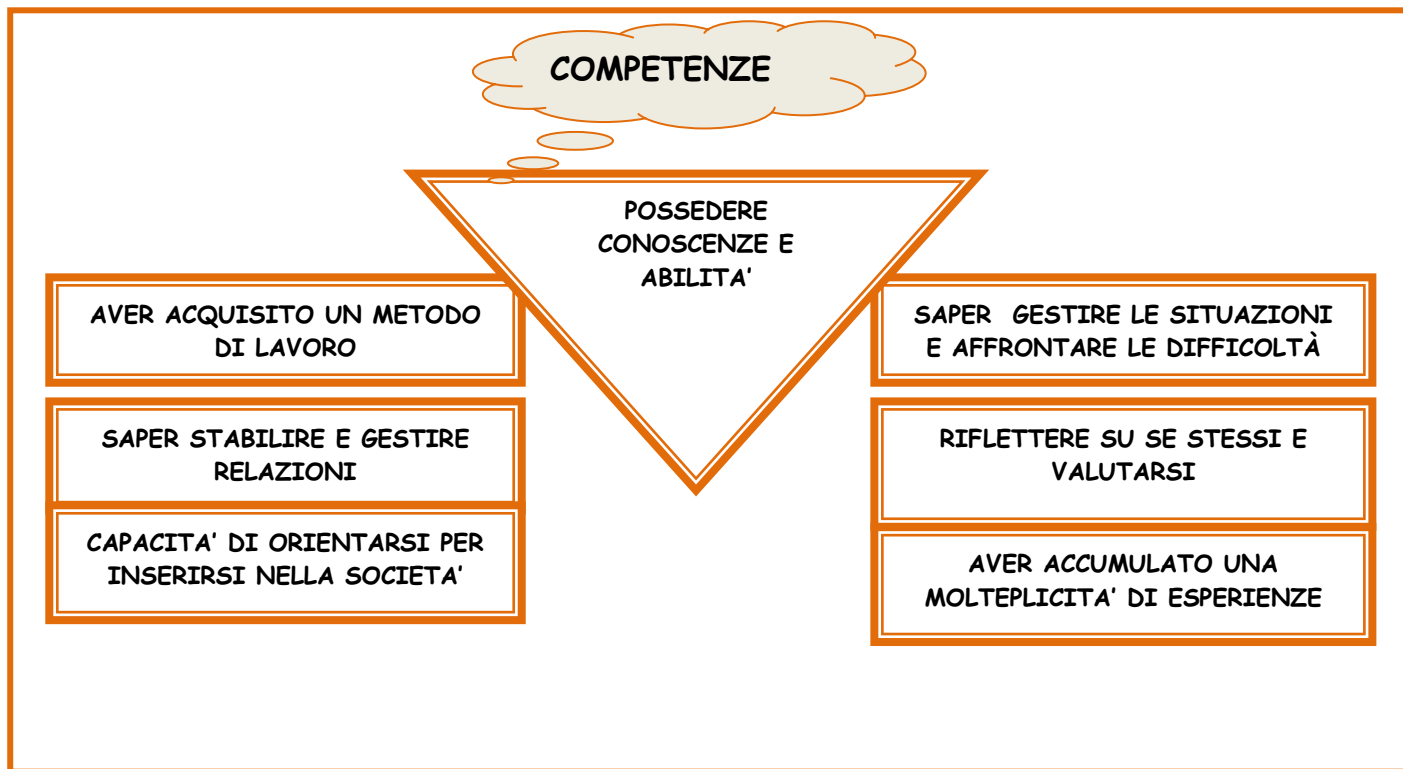 COMPETENZE
POSSEDERE
CONOSCENZE E
ABILITA'
AVER ACQUISITO UN METODO
DI LAVORO
SAPER STABILIRE E GESTIRE
RELAZIONI
CAPACITA' DI ORIENTARSI PER
INSERIRSI NELLA SOCIETA'
SAPER  GESTIRE LE SITUAZIONI
E AFFRONTARE LE DIFFICOLTÀ
RIFLETTERE SU SE STESSI E
VALUTARSI
AVER ACCUMULATO UNA
MOLTEPLICITA' DI ESPERIENZE